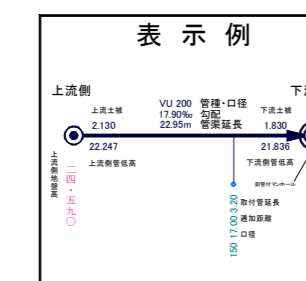 表示例
上流側
下流
上流土被
VU 200 管種・口径
下流土被
2.130
17.90‰ 勾配
1.830
22.95m 管渠延長
22.247
21.836
上流側管低高
下流側管低高
上流側地盤高
二四・五九〇
副管付マンホール
3.20 取付管延長
17.00 逓加距離
150 口径